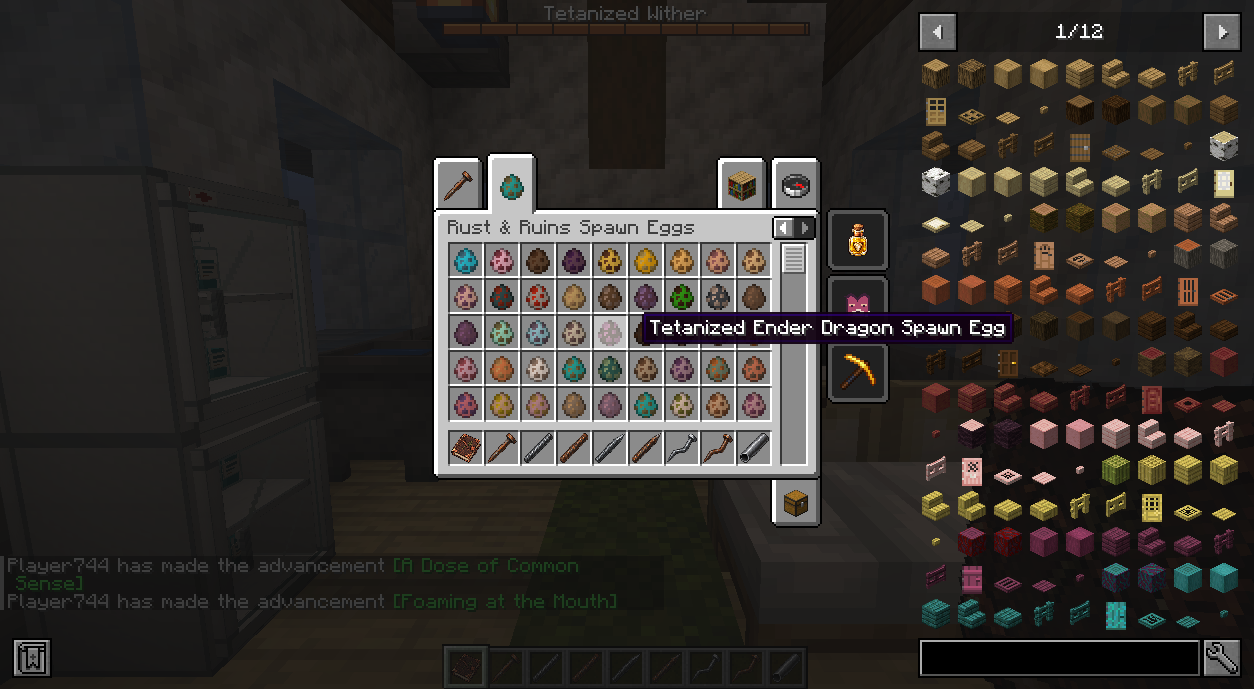 Tetanized Wither
1/12
Rust & Ruins Spawn Eggs
Tetanized Ender Dragon Spawn Egg
Player744 has made the advancement [A Dose of Common
Sense]
Player744 has made the advancement [Foaming at the Mouth]